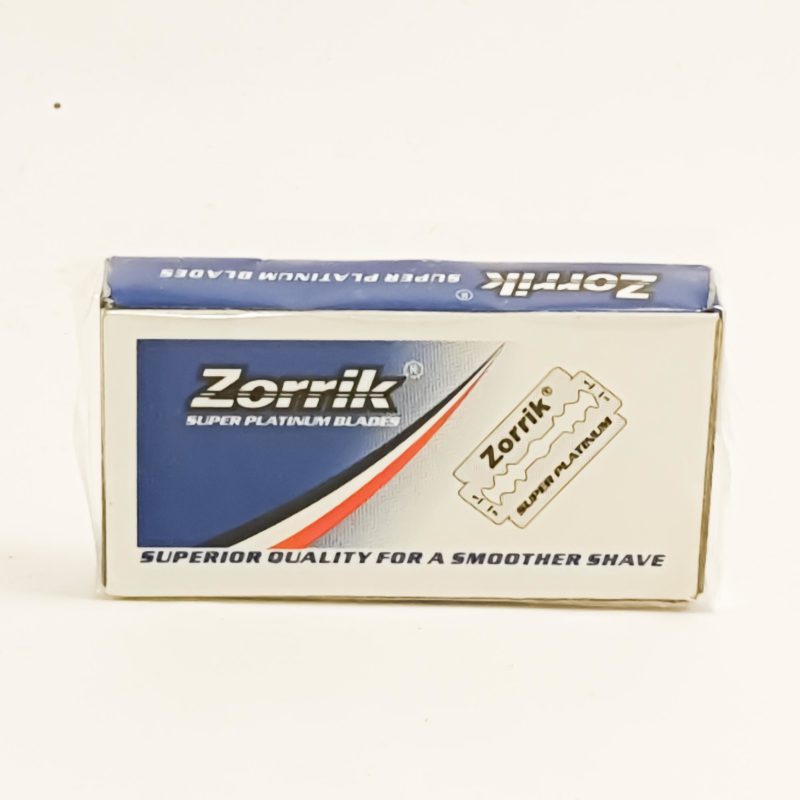 Zorrik® SUPER PLATINUM BLADES
Zorrik®
SUPER PLATINUM BLADES
Zorrik®
SUPER PLATINUM
SUPERIOR QUALITY FOR A SMOOTHER SHAVE